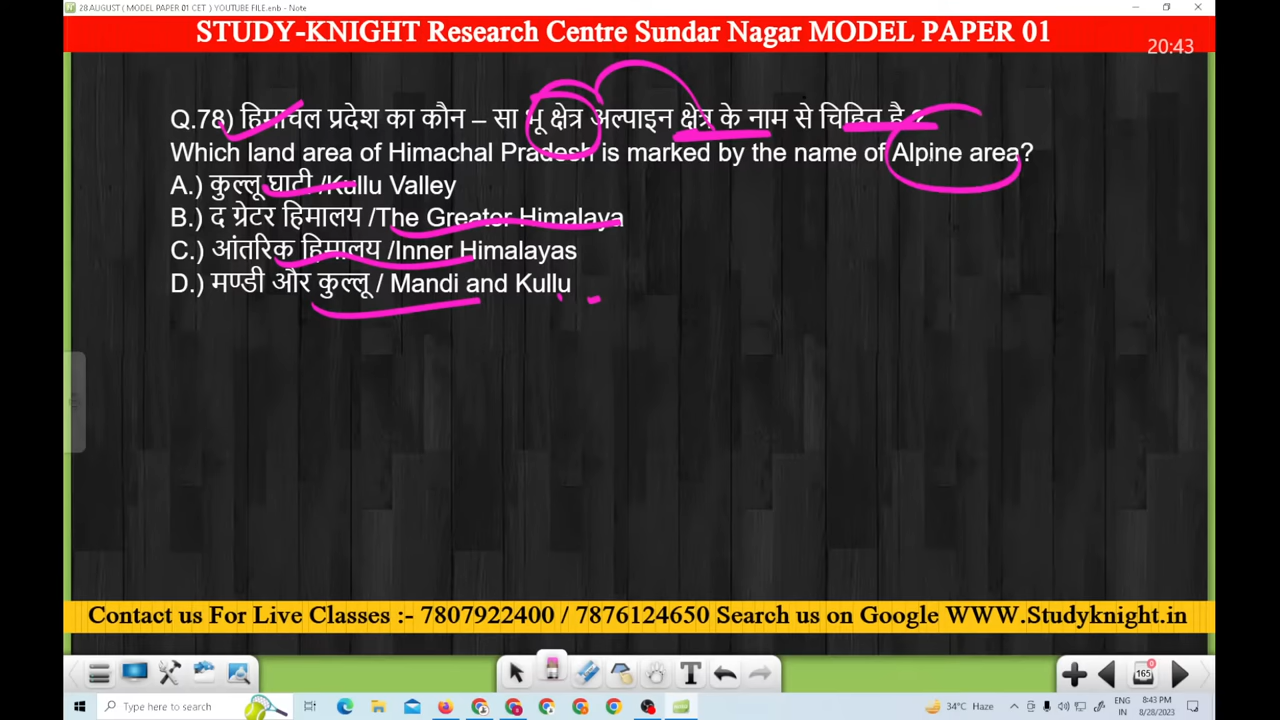 28 AUGUST ( MODEL PAPER 01 CET ) YOUTUBE FILE.enb - Note
STUDY-KNIGHT Research Centre Sundar Nagar MODEL PAPER 01
20:43
Q.78) हिमाचल प्रदेश का कौन – सा भू क्षेत्र अल्पाइन क्षेत्र के नाम से चिह्नित है ?
Which land area of Himachal Pradesh is marked by the name of Alpine area?
A.) कुल्लू घाटी /Kullu Valley
B.) द ग्रेटर हिमालय /The Greater Himalaya
C.) आंतरिक हिमालय /Inner Himalayas
D.) मण्डी और कुल्लू / Mandi and Kullu
Contact us For Live Classes :- 7807922400 / 7876124650 Search us on Google WWW.Studyknight.in
165
Type here to search
34°C Haze
ENG
IN
8:43 PM
8/28/2023